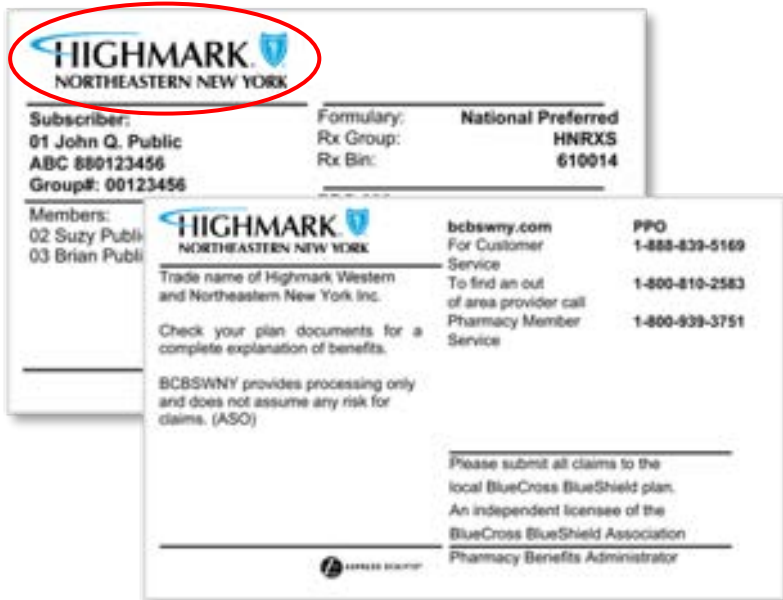 HIGHMARK
NORTHEASTERN NEW YORK
Subscriber:
01 John Q. Public
ABC 880123456
Group#: 00123456
Members:
02 Suzy Publi
03 Brian Publi
Formulary: National Preferred
Rx Group: HNRXS
Rx Bin: 610014
HIGHMARK
NORTHEASTERN NEW YORK
Trade name of Highmark Western
and Northeastern New York Inc.
Check your plan documents for a
complete explanation of benefits.
BCBSWNY provides processing only
and does not assume any risk for
claims. (ASO)
EXPRESS SCRIPTS
bcbswny.com PPO
For Customer 1-888-839-5169
Service
To find an out 1-800-810-2583
of area provider call
Pharmacy Member 1-800-939-3751
Service
Please submit all claims to the
local BlueCross BlueShield plan.
An independent licensee of the
BlueCross BlueShield Association
Pharmacy Benefits Administrator